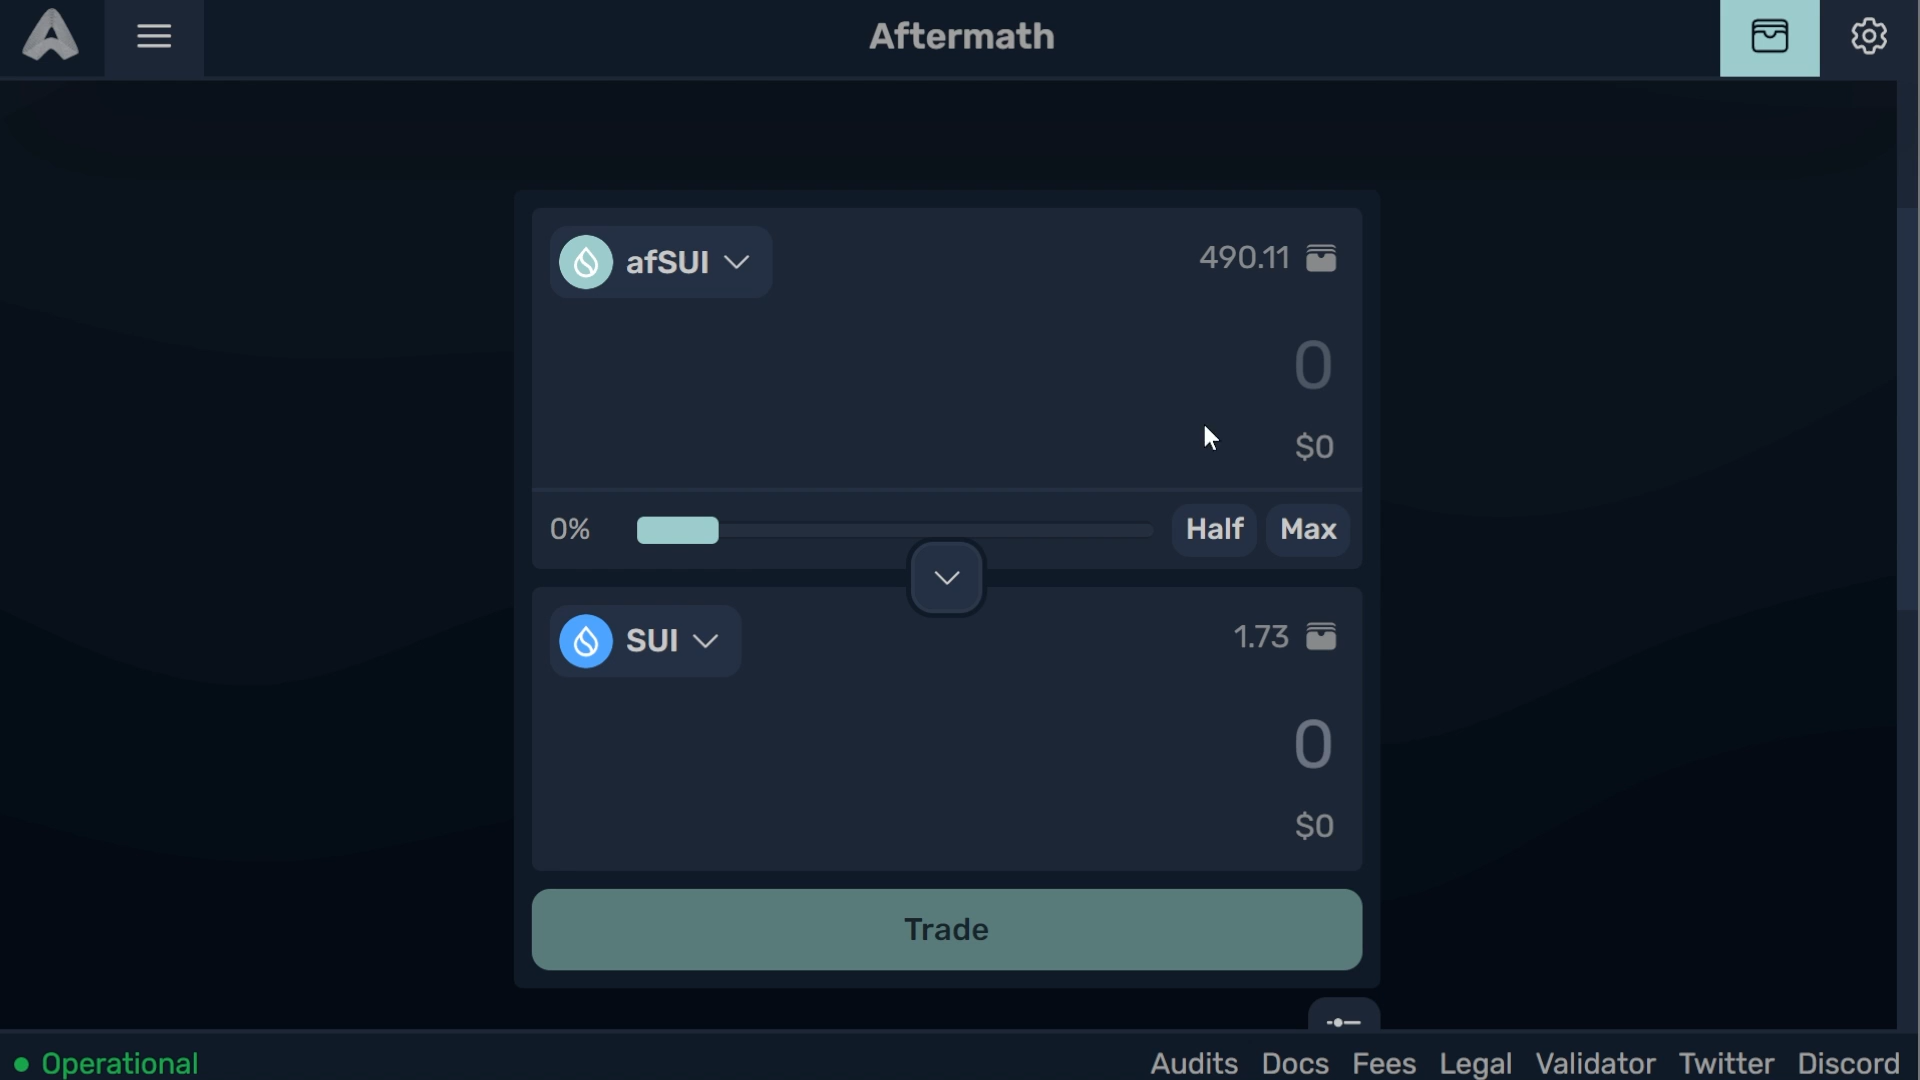 Aftermath
afSUI
490.11
0
$0
0%
Half
Max
SUI
1.73
0
$0
Trade
Operational
Audits Docs Fees Legal Validator Twitter Discord